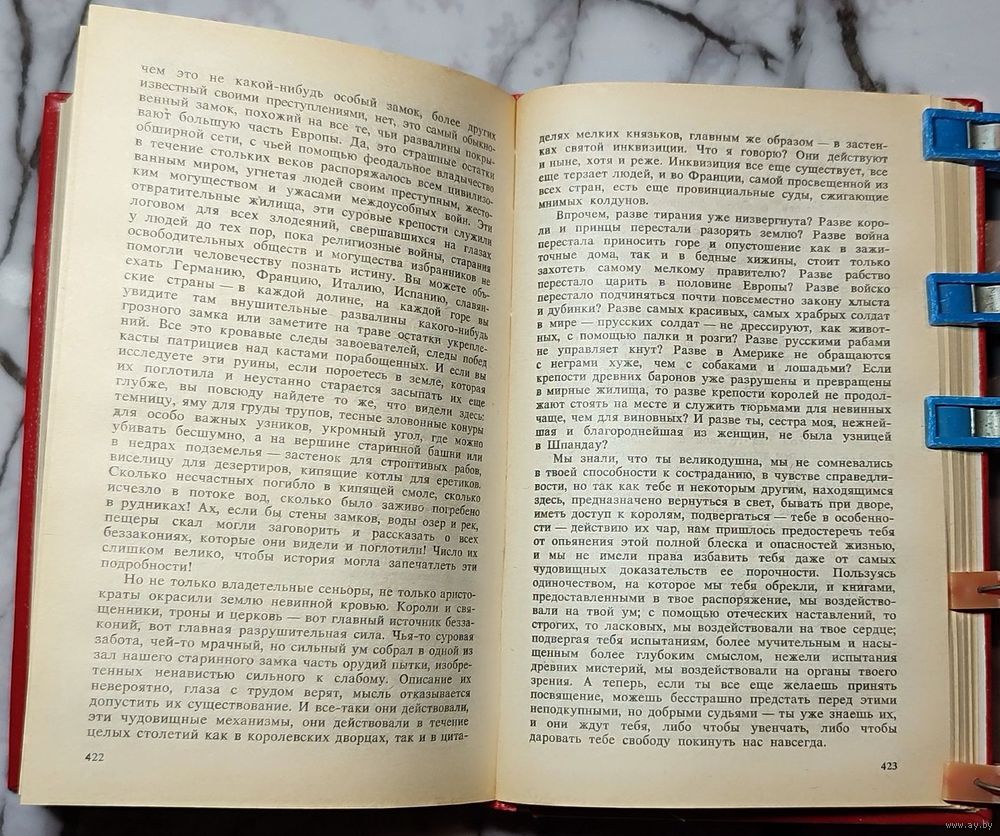 чем это не какой-нибудь особый замок, более других
известный своими преступлениями, нет, это самый обыкно-
венный замок, похожий на все те, чьи развалины покры-
вают большую часть Европы. Да, это страшные остатки
обширной сети, с чьей помощью феодальное владычество
в течение стольких веков распоряжалось всем цивилизо-
ванным миром, угнетая людей своим преступным, жесто-
ким могуществом и ужасами междоусобных войн. Эти
отвратительные жилища, эти суровые крепости служили
логовом для всех злодеяний, свершавшихся на глазах
у людей до тех пор, пока религиозные войны, старания
освободительных обществ и могущества избранников не
помогли человечеству познать истину. Вы можете объ-
ехать Германию, Францию, Италию, Испанию, славян-
ские страны — в каждой долине, на каждой горе вы
увидите там внушительные развалины какого-нибудь
грозного замка или заметите на траве остатки укрепле-
ний. Все это кровавые следы завоевателей, следы побед
касты патрициев над кастами порабощенных. И если вы
исследуете эти руины, если пороетесь в земле, которая
их поглотила и неустанно старается засыпать их еще
глубже, вы повсюду найдете то же, что видели здесь:
темницу, яму для груды трупов, тесные зловонные конуры
для особо важных узников, укромный угол, где можно
убивать бесшумно, а на вершине старинной башни или
в недрах подземелья — застенок для строптивых рабов,
виселицу для дезертиров, кипящие котлы для еретиков.
Сколько несчастных погибло в кипящей смоле, сколько
исчезло в потоке вод, сколько было заживо погребено
в рудниках! Ах, если бы стены замков, воды озер и рек,
пещеры скал могли заговорить и рассказать о всех
беззакониях, которые они видели и поглотили! Число их
слишком велико, чтобы история могла запечатлеть эти
подробности!
Но не только владетельные сеньоры, не только аристо-
краты окрасили землю невинной кровью. Короли и свя-
щенники, троны и церковь — вот главный источник безза-
коний, вот главная разрушительная сила. Чья-то суровая
забота, чей-то мрачный, но сильный ум собрал в одной из
зал нашего старинного замка часть орудий пытки, изобре-
тенных ненавистью сильного к слабому. Описание их
невероятно, глаза с трудом верят, мысль отказывается
допустить их существование. И все-таки они действовали,
эти чудовищные механизмы, они действовали в течение
целых столетий как в королевских дворцах, так и в цита-
422
делях мелких князьков, главным же образом — в застен-
ках святой инквизиции. Что я говорю? Они действуют
и ныне, хотя и реже. Инквизиция все еще существует, все
еще терзает людей, и во Франции, самой просвещенной из
всех стран, есть еще провинциальные суды, сжигающие
мнимых колдунов.
Впрочем, разве тирания уже низвергнута? Разве коро-
ли и принцы перестали разорять землю? Разве война
перестала приносить горе и опустошение как в зажи-
точные дома, так и в бедные хижины, стоит только
захотеть самому мелкому правителю? Разве рабство
перестало царить в половине Европы? Разве войско
перестало подчиняться почти повсеместно закону хлыста
и дубинки? Разве самых красивых, самых храбрых солдат
в мире — прусских солдат — не дрессируют, как живот-
ных, с помощью палки и розги? Разве русскими рабами
не управляет кнут? Разве в Америке не обращаются
с неграми хуже, чем с собаками и лошадьми? Если
крепости древних баронов уже разрушены и превращены
в мирные жилища, то разве крепости королей не продол-
жают стоять на месте и служить тюрьмами для невинных
чаще, чем для виновных? И разве ты, сестра моя, нежней-
шая и благороднейшая из женщин, не была узницей
в Шпандау?
Мы знали, что ты великодушна, мы не сомневались
в твоей способности к состраданию, в чувстве справедли-
вости, но так как тебе и некоторым другим, находящимся
здесь, предназначено вернуться в свет, бывать при дворе,
иметь доступ к королям, подвергаться — тебе в особенно-
сти — действию их чар, нам пришлось предостеречь тебя
от опьянения этой полной блеска и опасностей жизнью,
и мы не имели права избавить тебя даже от самых
чудовищных доказательств ее порочности. Пользуясь
одиночеством, на которое мы тебя обрекли, и книгами,
предоставленными в твое распоряжение, мы воздейство-
вали на твой ум; с помощью отеческих наставлений, то
строгих, то ласковых, мы воздействовали на твое сердце;
подвергая тебя испытаниям, более мучительным и насы-
щенным более глубоким смыслом, нежели испытания
древних мистерий, мы воздействовали на органы твоего
зрения. А теперь, если ты все еще желаешь принять
посвящение, можешь бесстрашно предстать перед этими
неподкупными, но добрыми судьями — ты уже знаешь их,
и они ждут тебя, либо чтобы увенчать, либо чтобы
даровать тебе свободу покинуть нас навсегда.
423
www.ay.by